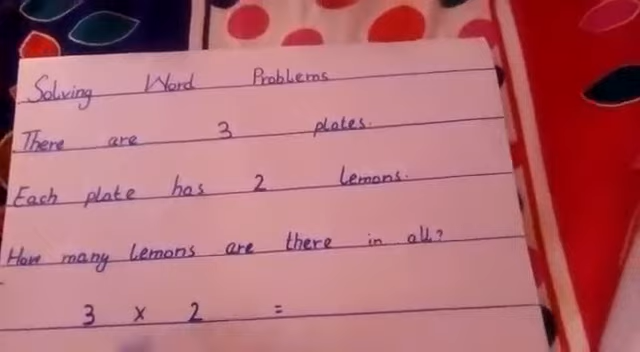 Solving Word Problems
There are 3 plates.
Each plate has 2 lemons.
How many lemons are there in all?
3 x 2 =